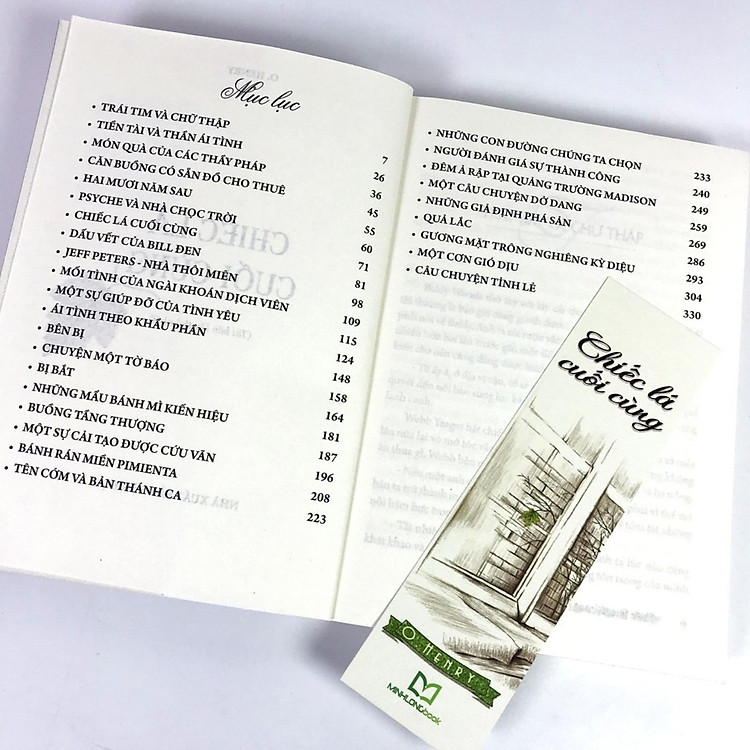 Mục lục
• TRÁI TIM VÀ CHỮ THẬP 7
• TIỀN TÀI VÀ THẦN ÁI TÌNH 26
• MÓN QUÀ CỦA CÁC THẦY PHÁP 36
• CĂN BUỒNG CÓ SẴN ĐỒ CHO THUÊ 45
• HAI MƯƠI NĂM SAU 55
• PSYCHE VÀ NHÀ CHỌC TRỜI 60
• CHIẾC LÁ CUỐI CÙNG 71
• DẤU VẾT CỦA BILL ĐEN 81
• JEFF PETERS - NHÀ THÔI MIÊN 98
• MỐI TÌNH CỦA NGÀI KHOÁN DỊCH VIÊN 109
• MỘT SỰ GIÚP ĐỠ CỦA TÌNH YÊU 115
• ÁI TÌNH THEO KHẨU PHẦN 124
• BÊN BỊ 148
• CHUYỆN MỘT TỜ BÁO 158
• BỊ BẮT 164
• NHỮNG MẨU BÁNH MÌ KIẾN HIỆU 181
• BUỒNG TẦNG THƯỢNG 187
• MỘT SỰ CẢI TẠO ĐƯỢC CỨU VÃN 196
• BÁNH RÁN MIỀN PIMIENTA 208
• TÊN CỚM VÀ BẢN THÁNH CA 223
• NHỮNG CON ĐƯỜNG CHÚNG TA CHỌN 233
• NGƯỜI ĐÁNH GIÁ SỰ THÀNH CÔNG 240
• ĐÊM Ả RẬP TẠI QUẢNG TRƯỜNG MADISON 249
• MỘT CÂU CHUYỆN DỞ DANG 259
• NHỮNG GIẢ ĐỊNH PHÁ SẢN 269
• QUẢ LẮC 286
• GƯƠNG MẶT TRÔNG NGHIÊNG KỲ DIỆU 293
• MỘT CƠN GIÓ DỊU 304
• CÂU CHUYỆN TỈNH LẺ 330
Chiếc lá
cuối cùng
O HENRY
MINHLONGbook